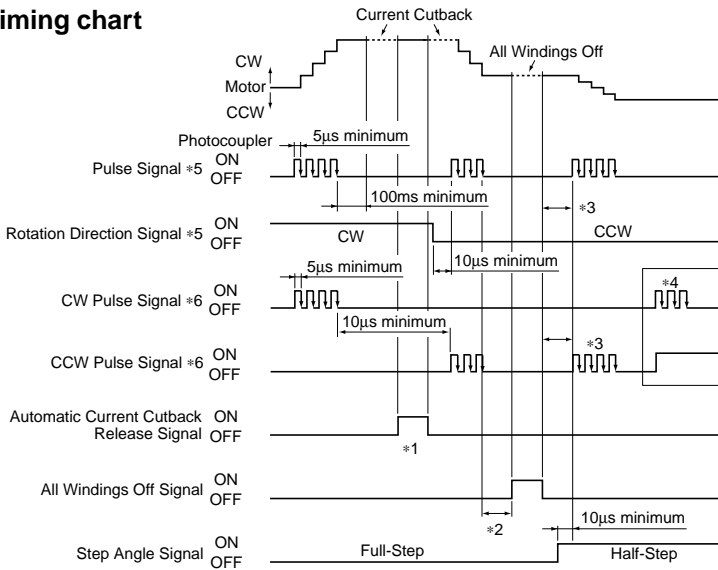 iming chart
Current Cutback
All Windings Off
CW
Motor
CCW
Photocoupler
5μs minimum
Pulse Signal *5 ON
OFF
100ms minimum
*3
Rotation Direction Signal *5 ON
OFF
CW
CCW
10μs minimum
5μs minimum
CW Pulse Signal *6 ON
OFF
*4
10μs minimum
CCW Pulse Signal *6 ON
OFF
*3
Automatic Current Cutback ON
Release Signal OFF
*1
All Windings Off Signal ON
OFF
*2
10μs minimum
Step Angle Signal ON
OFF
Full-Step
Half-Step